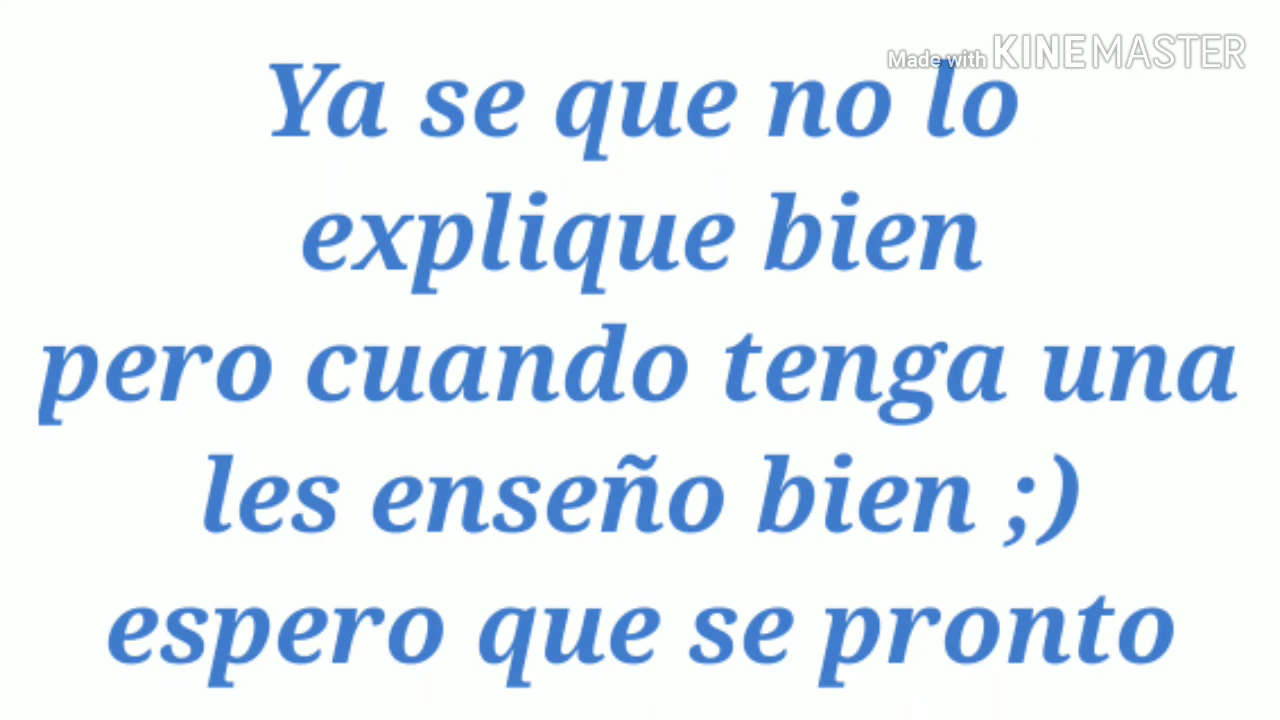 Made with KINEMASTER
Ya se que no lo
explique bien
pero cuando tenga una
les enseño bien ;)
espero que se pronto